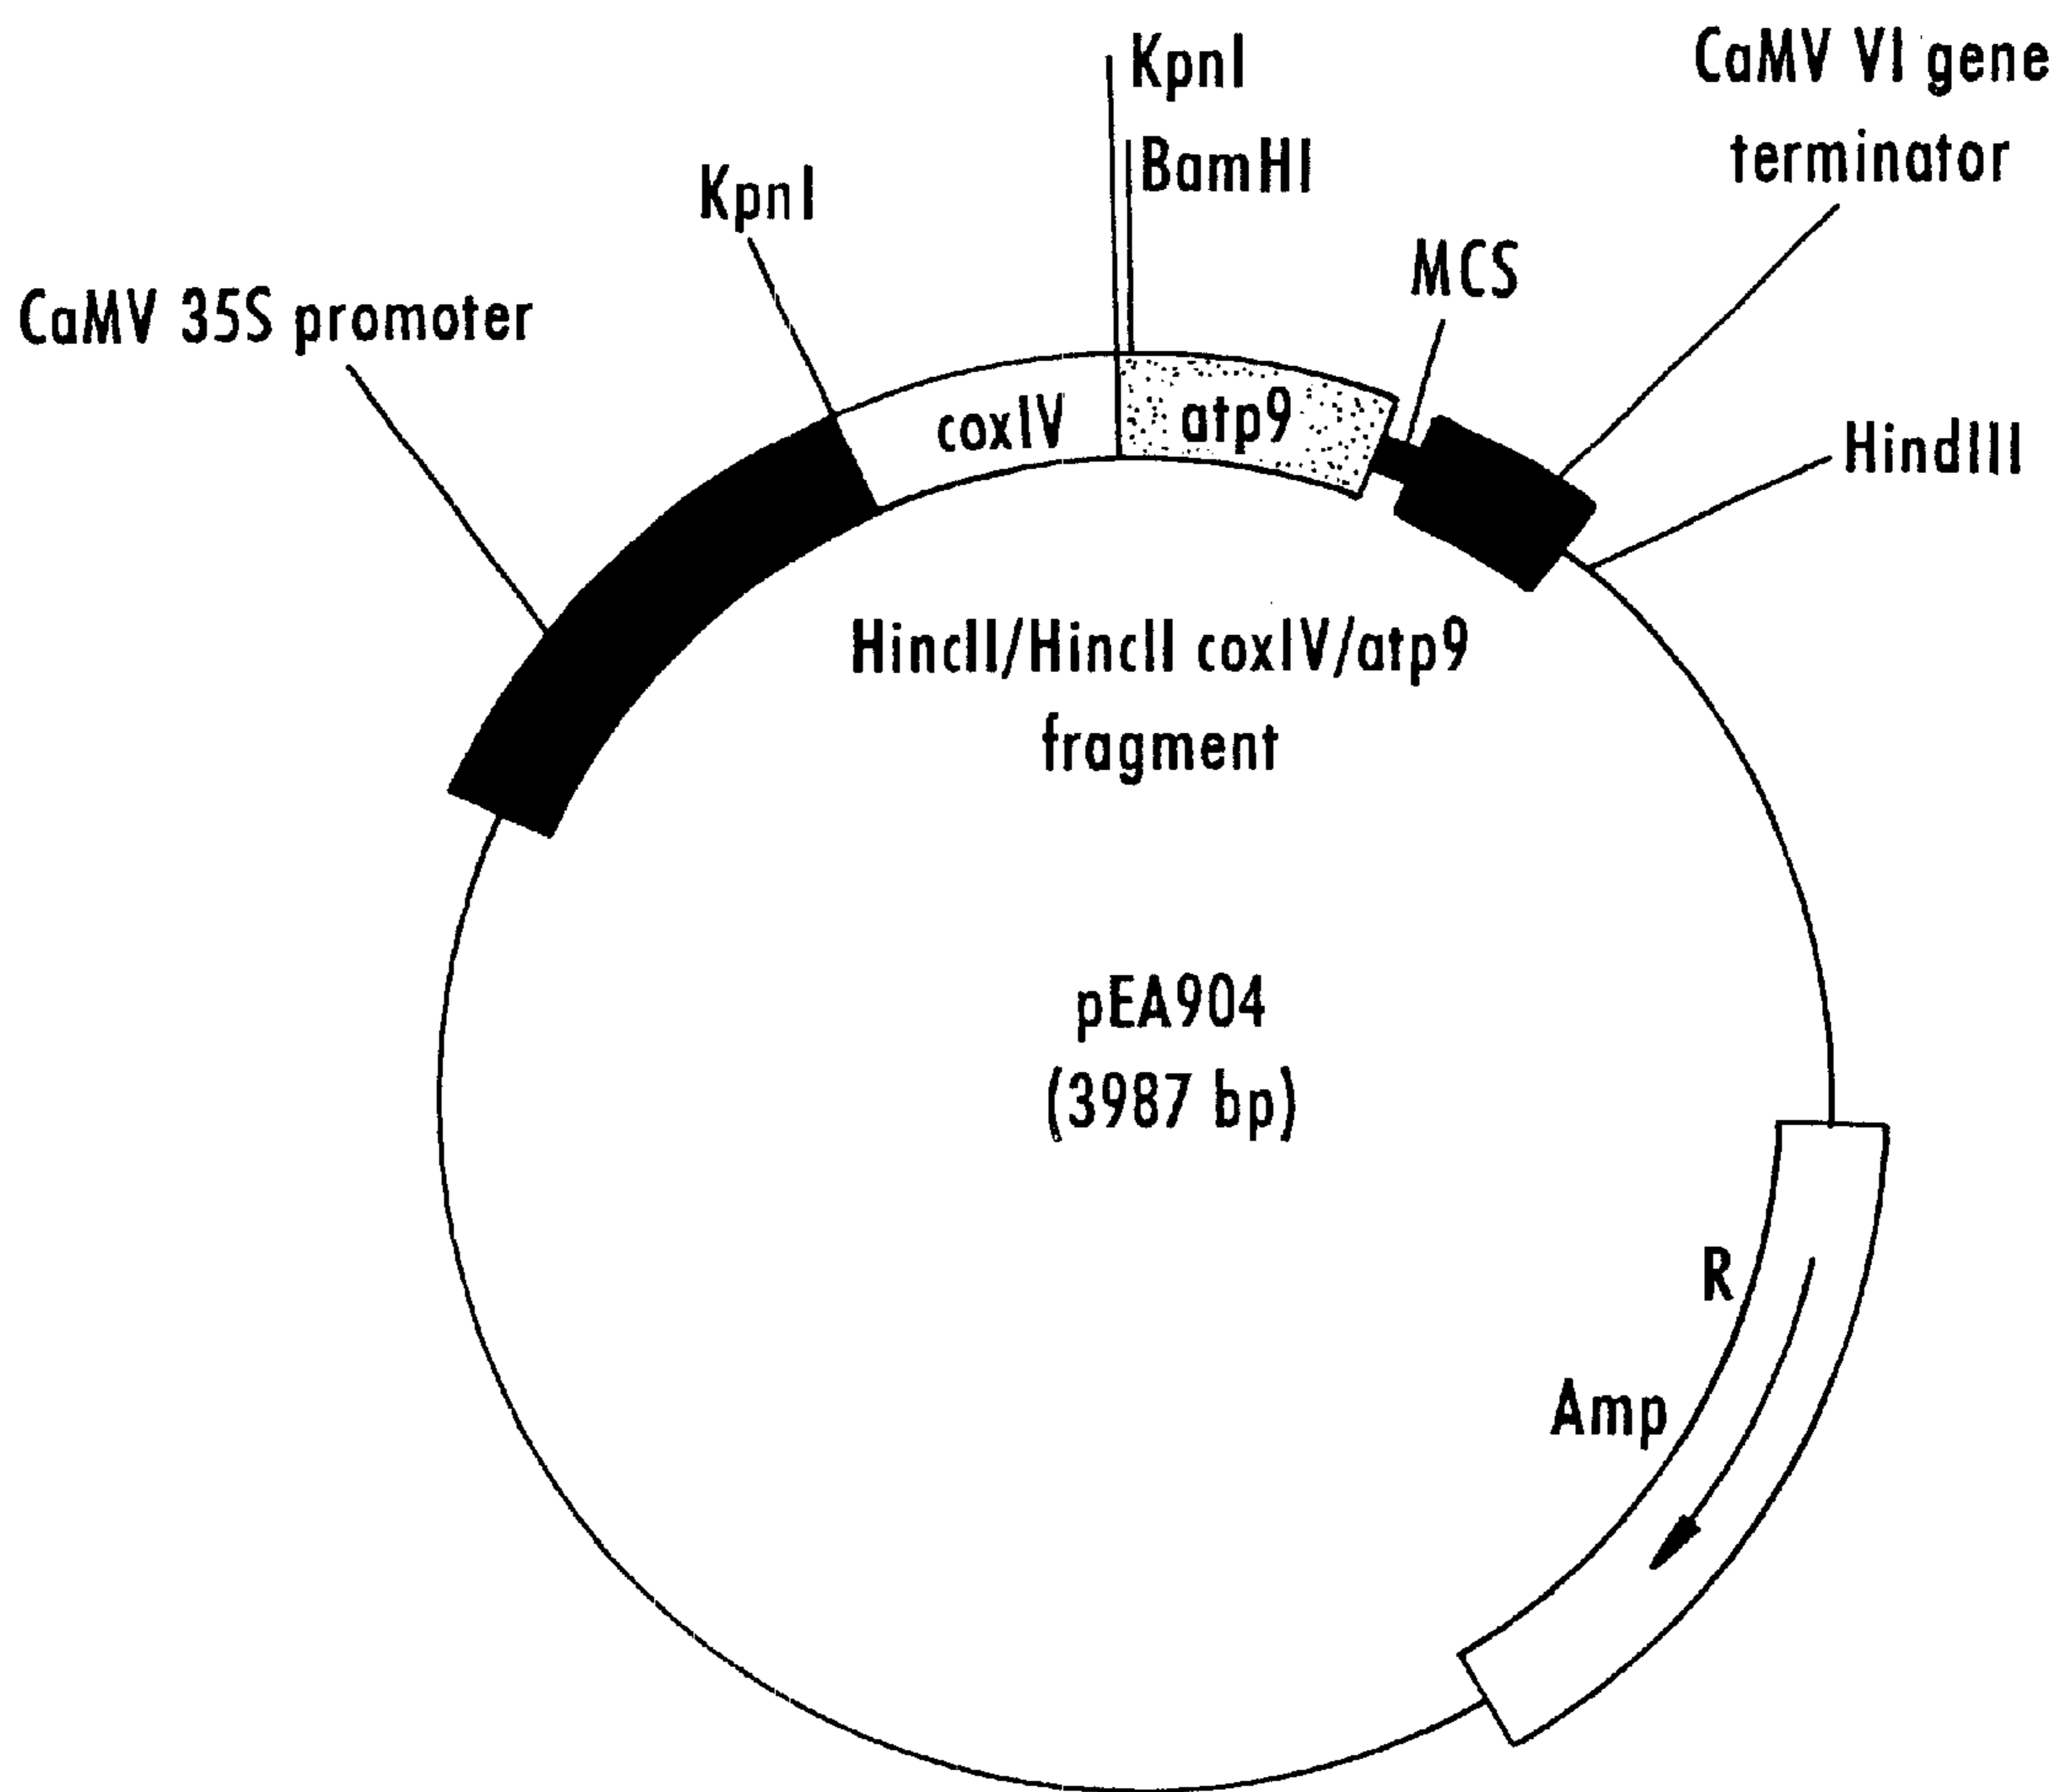 KpnI
CaMV VI gene
terminator
BamHI
KpnI
MCS
CaMV 35S promoter
coxIV
atp9
HindIII
HincII/HincII coxIV/atp9
fragment
pEA904
(3987 bp)
R
Amp